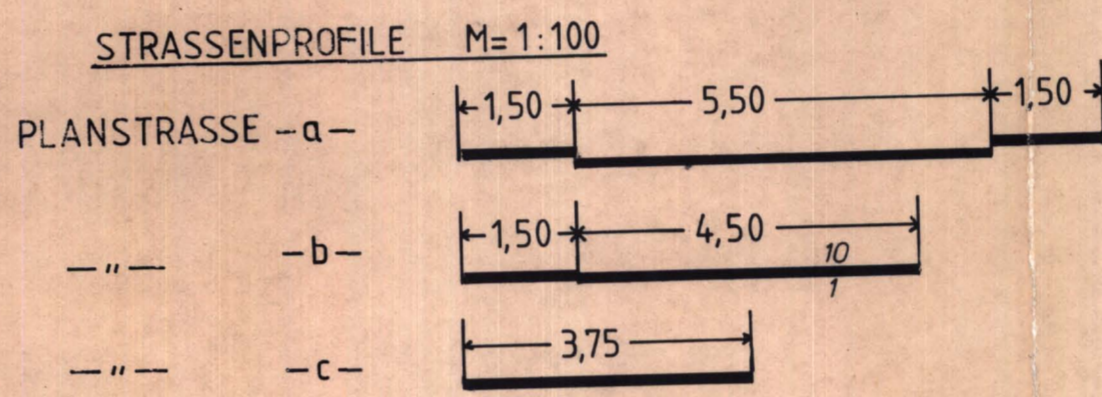 STRASSENPROFILE M= 1:100
PLANSTRASSE -a- 1,50 5,50 1,50
-"- -b- 1,50 4,50
10
1
-"- -c- 3,75